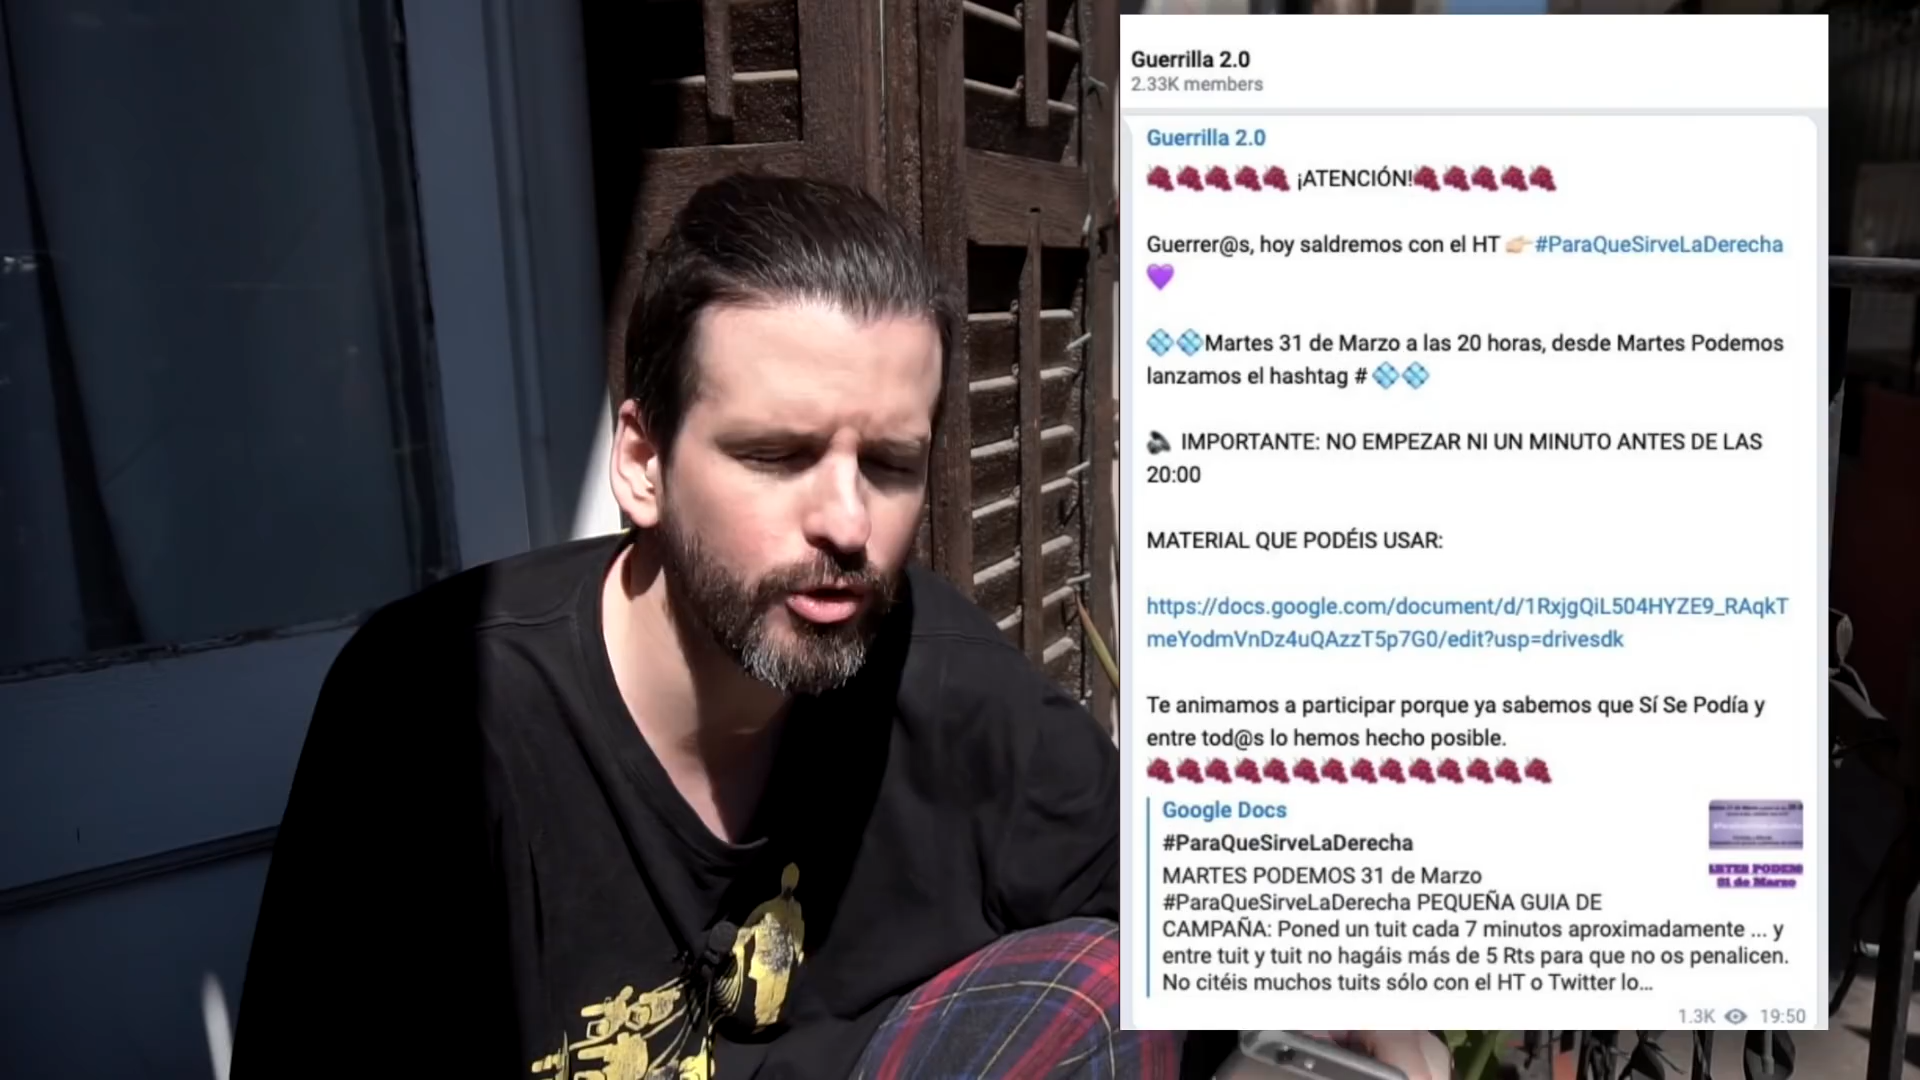 Guerrilla 2.0
2.33K members
Guerrilla 2.0
🍇🍇🍇🍇🍇 ¡ATENCIÓN!🍇🍇🍇🍇🍇
Guerrer@s, hoy saldremos con el HT 👉🏻#ParaQueSirveLaDerecha
💜
💠💠Martes 31 de Marzo a las 20 horas, desde Martes Podemos
lanzamos el hashtag # 💠💠
🔊 IMPORTANTE: NO EMPEZAR NI UN MINUTO ANTES DE LAS
20:00
MATERIAL QUE PODÉIS USAR:
https://docs.google.com/document/d/1RxjgQiL504HYZE9_RAqkT
meYodmVnDz4uQAzzT5p7G0/edit?usp=drivesdk
Te animamos a participar porque ya sabemos que Sí Se Podía y
entre tod@s lo hemos hecho posible.
🍇🍇🍇🍇🍇🍇🍇🍇🍇🍇🍇🍇🍇🍇
Google Docs
#ParaQueSirveLaDerecha
MARTES PODEMOS 31 de Marzo
#ParaQueSirveLaDerecha PEQUEÑA GUIA DE
CAMPAÑA: Poned un tuit cada 7 minutos aproximadamente ... y
entre tuit y tuit no hagáis más de 5 Rts para que no os penalicen.
No citéis muchos tuits sólo con el HT o Twitter lo...
31 de Marzo
1.3K 19:50